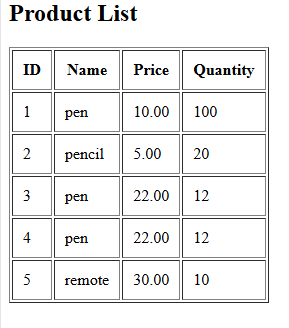 Product List
ID Name Price Quantity
1 pen 10.00 100
2 pencil 5.00 20
3 pen 22.00 12
4 pen 22.00 12
5 remote 30.00 10